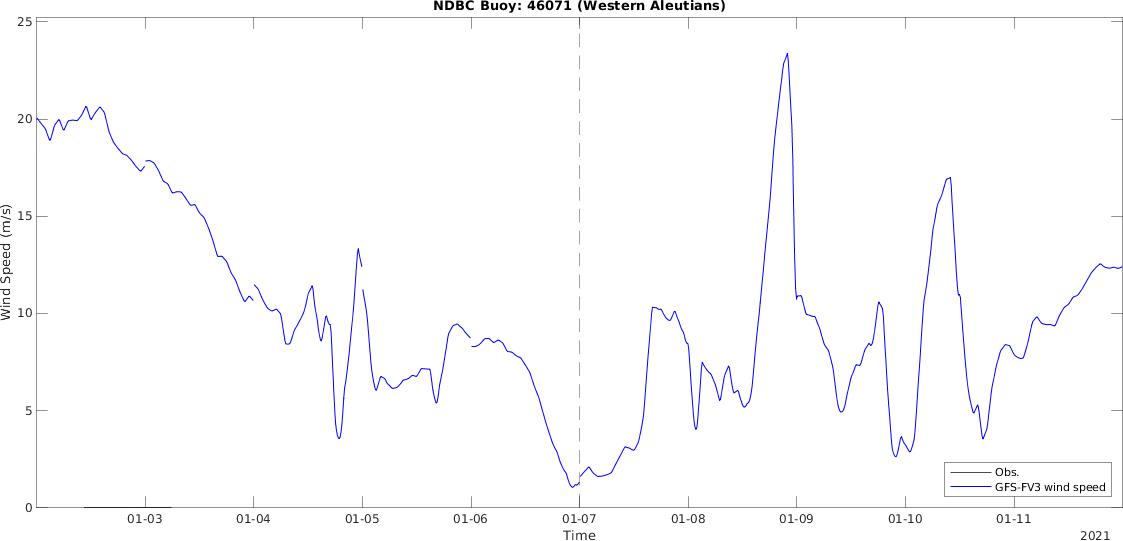 NDBC Buoy: 46071 (Western Aleutians)
25
20
15
10
5
0
Wind Speed (m/s)
Obs.
GFS-FV3 wind speed
01-03 01-04 01-05 01-06 01-07 01-08 01-09 01-10 01-11
Time
2021